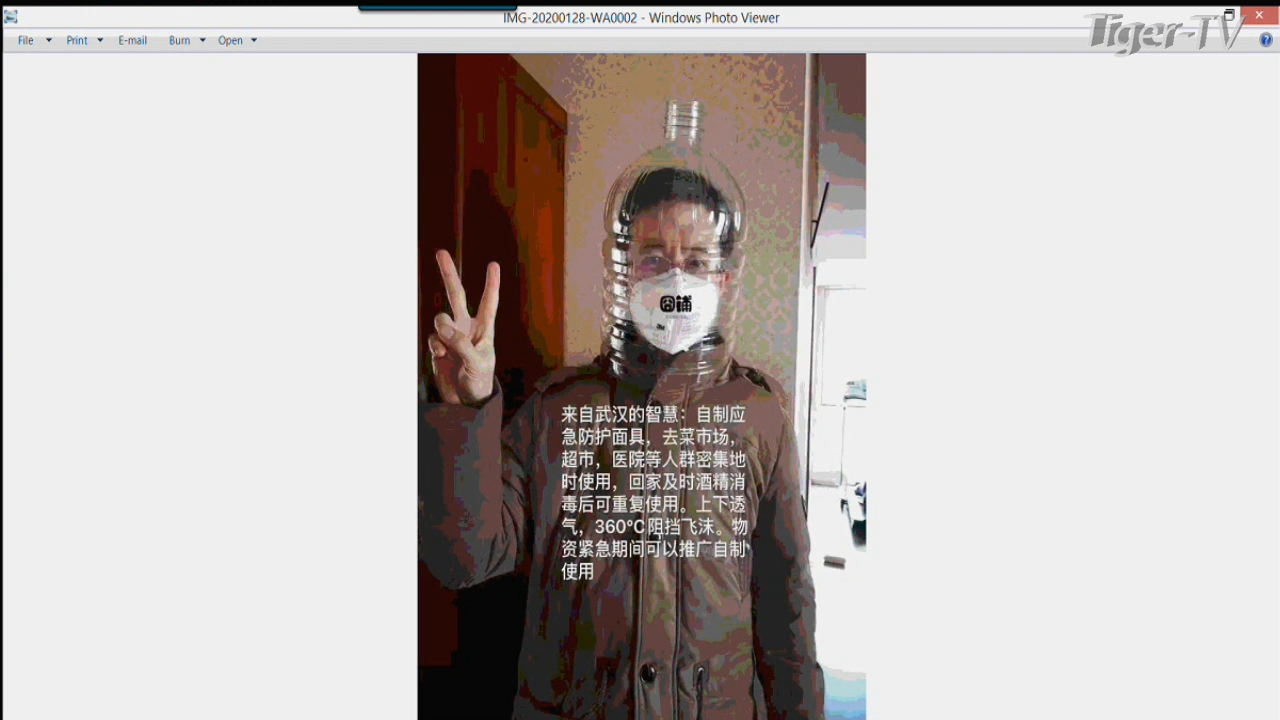 IMG-20200128-WA0002 - Windows Photo Viewer
Tiger-TV
File Print E-mail Burn Open
囧铺
3M
来自武汉的智慧：自制应
急防护面具，去菜市场，
超市，医院等人群密集地
时使用，回家及时酒精消
毒后可重复使用。上下透
气，360°C阻挡飞沫。物
资紧急期间可以推广自制
使用